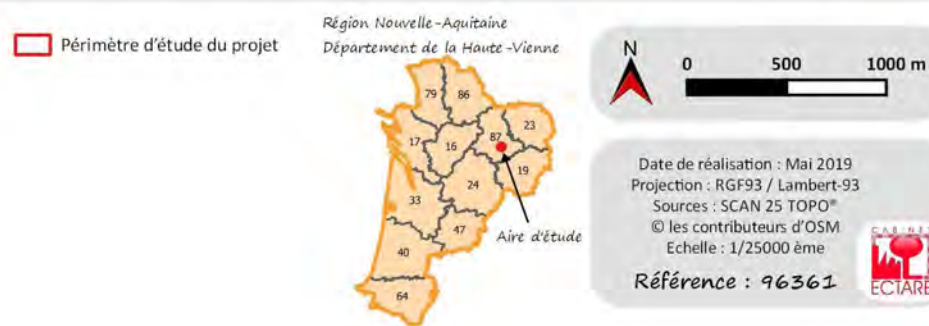 Périmètre d'étude du projet
Région Nouvelle-Aquitaine
Département de la Haute-Vienne
79
86
23
87
17
16
19
24
33
47
40
64
Aire d'étude
N
0 500 1000 m
Date de réalisation : Mai 2019
Projection : RGF93 / Lambert-93
Sources : SCAN 25 TOPO®
© les contributeurs d'OSM
Echelle : 1/25000 ème
Référence : 96361
CABINET
ECTARE